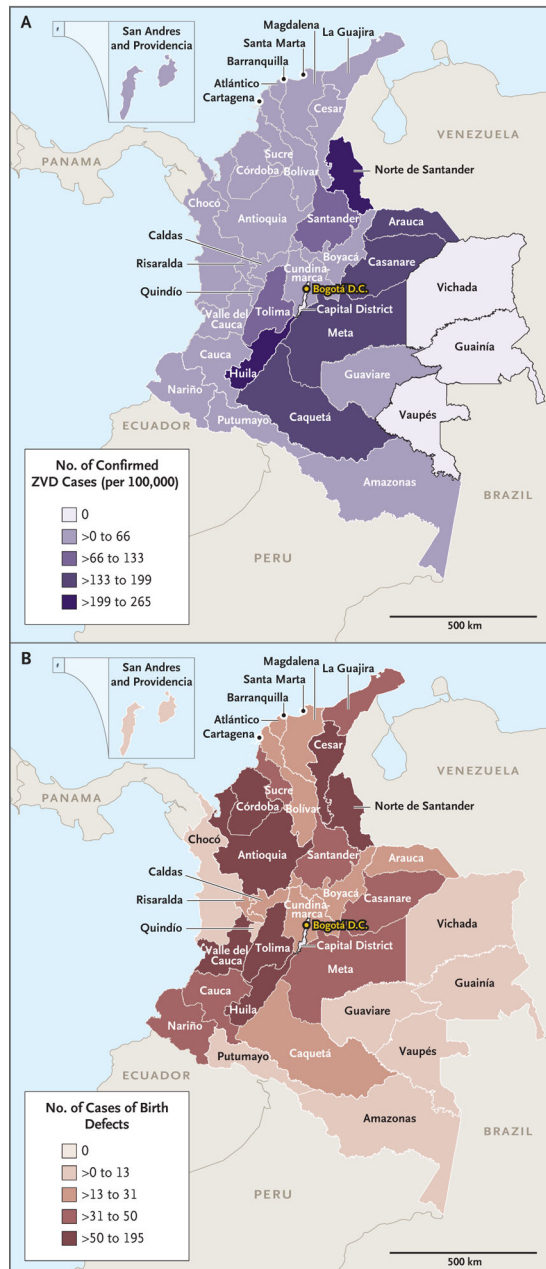 A
San Andres
and Providencia
Magdalena
La Guajira
Santa Marta
Barranquilla
Atlántico
Cartagena
Cesar
VENEZUELA
PANAMA
Norte de Santander
Sucre
Córdoba
Bolívar
Chocó
Antioquia
Santander
Arauca
Caldas
Boyacá
Casanare
Risaralda
Cundina-
marca
Bogotá D.C.
Vichada
Quindío
Tolima
Capital District
Valle del
Cauca
Meta
Guainía
Cauca
Huila
Guaviare
Nariño
Vaupés
Caquetá
Putumayo
ECUADOR
Amazonas
BRAZIL
PERU
No. of Confirmed
ZVD Cases (per 100,000)
0
>0 to 66
>66 to 133
>133 to 199
>199 to 265
500 km
B
San Andres
and Providencia
Magdalena
La Guajira
Santa Marta
Barranquilla
Atlántico
Cartagena
Cesar
VENEZUELA
PANAMA
Norte de Santander
Sucre
Córdoba
Bolívar
Chocó
Antioquia
Santander
Arauca
Caldas
Boyacá
Casanare
Risaralda
Cundina-
marca
Bogotá D.C.
Vichada
Quindío
Tolima
Capital District
Valle del
Cauca
Meta
Guainía
Cauca
Huila
Guaviare
Nariño
Vaupés
Caquetá
Putumayo
ECUADOR
Amazonas
BRAZIL
PERU
No. of Cases of Birth
Defects
0
>0 to 13
>13 to 31
>31 to 50
>50 to 195
500 km